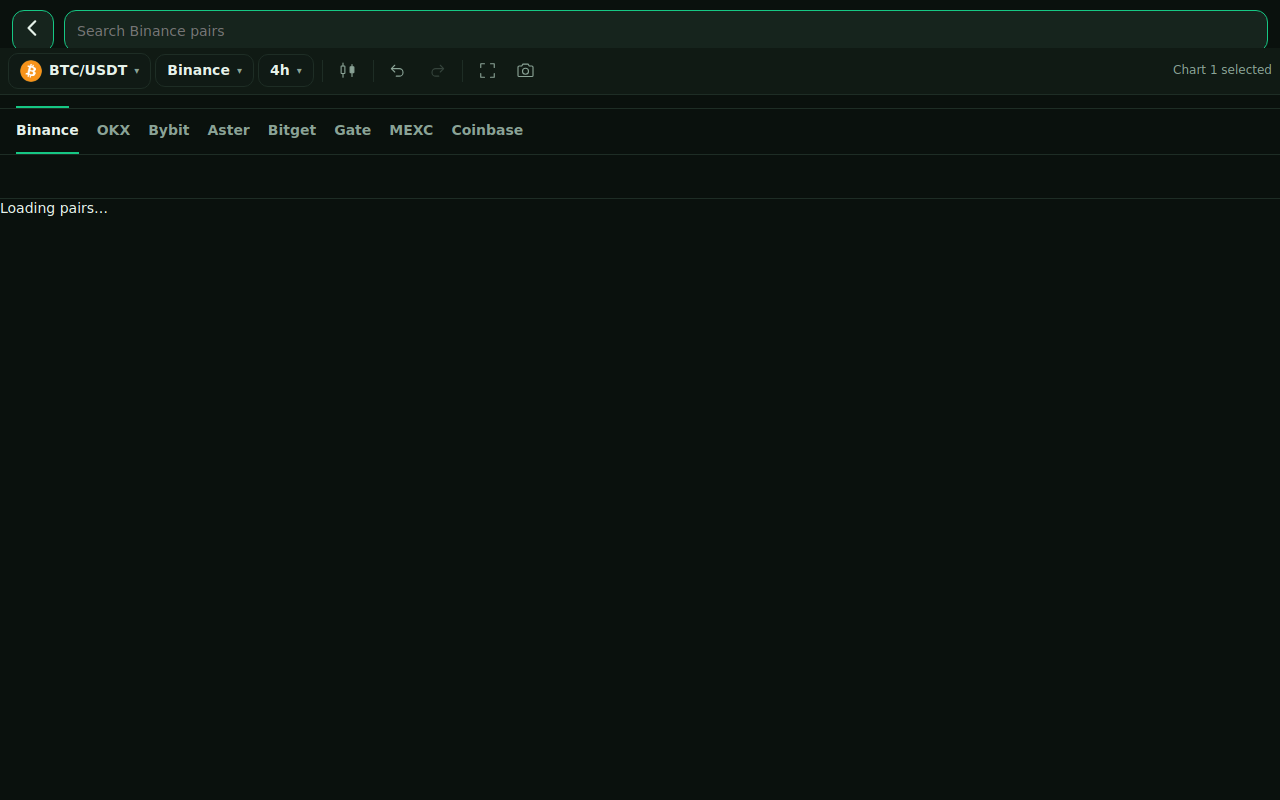 Search Binance pairs
BTC/USDT ▾ Binance ▾ 4h ▾ Chart 1 selected
Binance OKX Bybit Aster Bitget Gate MEXC Coinbase
Loading pairs...